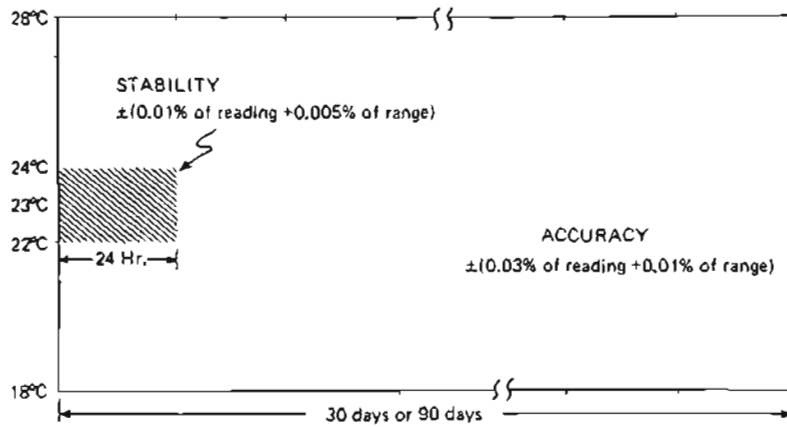 28°C
STABILITY
±(0.01% of reading +0.005% of range)
24°C
23°C
22°C
24 Hr.
ACCURACY
±(0.03% of reading +0.01% of range)
18°C
30 days or 90 days